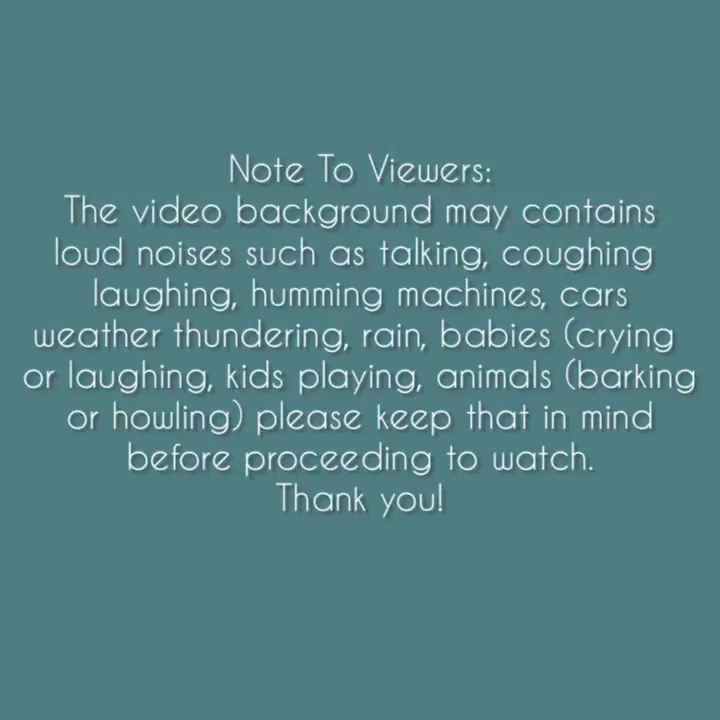 Note To Viewers:
The video background may contains
loud noises such as talking, coughing
laughing, humming machines, cars
weather thundering, rain, babies (crying
or laughing, kids playing, animals (barking
or howling) please keep that in mind
before proceeding to watch.
Thank you!